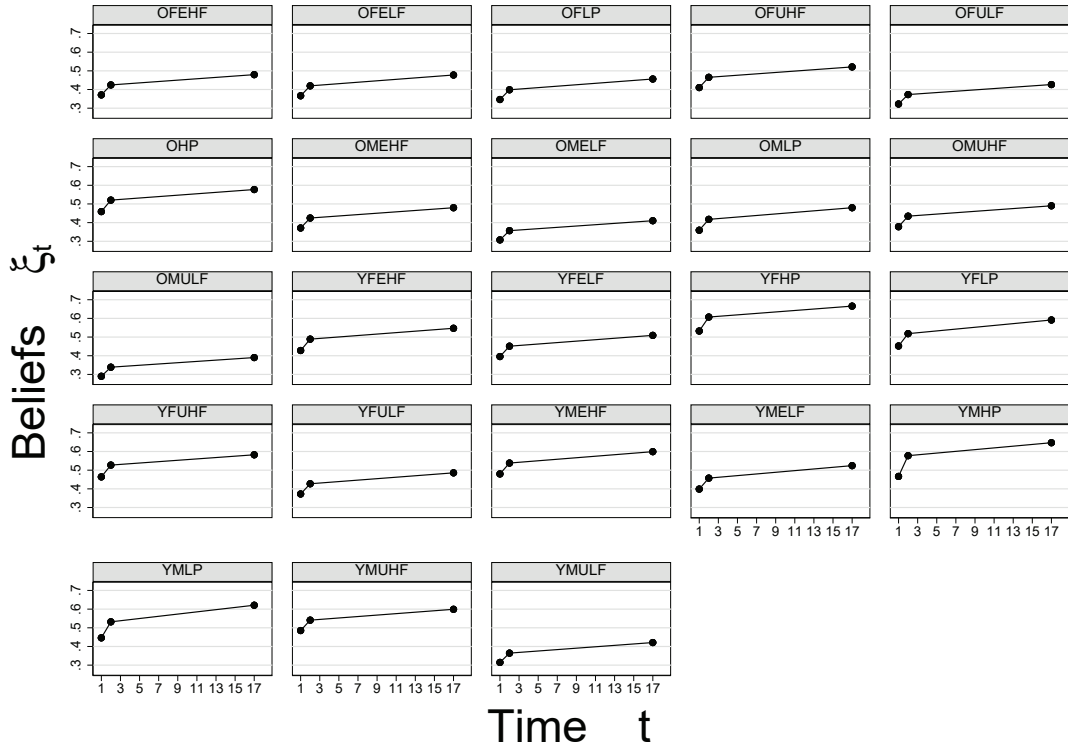 OFEHF OFELF OFLP OFUHF OFULF
.3 .4 .5 .6 .7
OHP OMEHF OMELF OMLP OMUHF
.3 .4 .5 .6 .7
OMULF YFEHF YFELF YFHP YFLP
.3 .4 .5 .6 .7
YFUHF YFULF YMEHF YMELF YMHP
.3 .4 .5 .6 .7
1 3 5 7 9 11 13 15 17 1 3 5 7 9 11 13 15 17
YMLP YMUHF YMULF
.3 .4 .5 .6 .7
1 3 5 7 9 11 13 15 17 1 3 5 7 9 11 13 15 17 1 3 5 7 9 11 13 15 17
Beliefs ξt
Time t